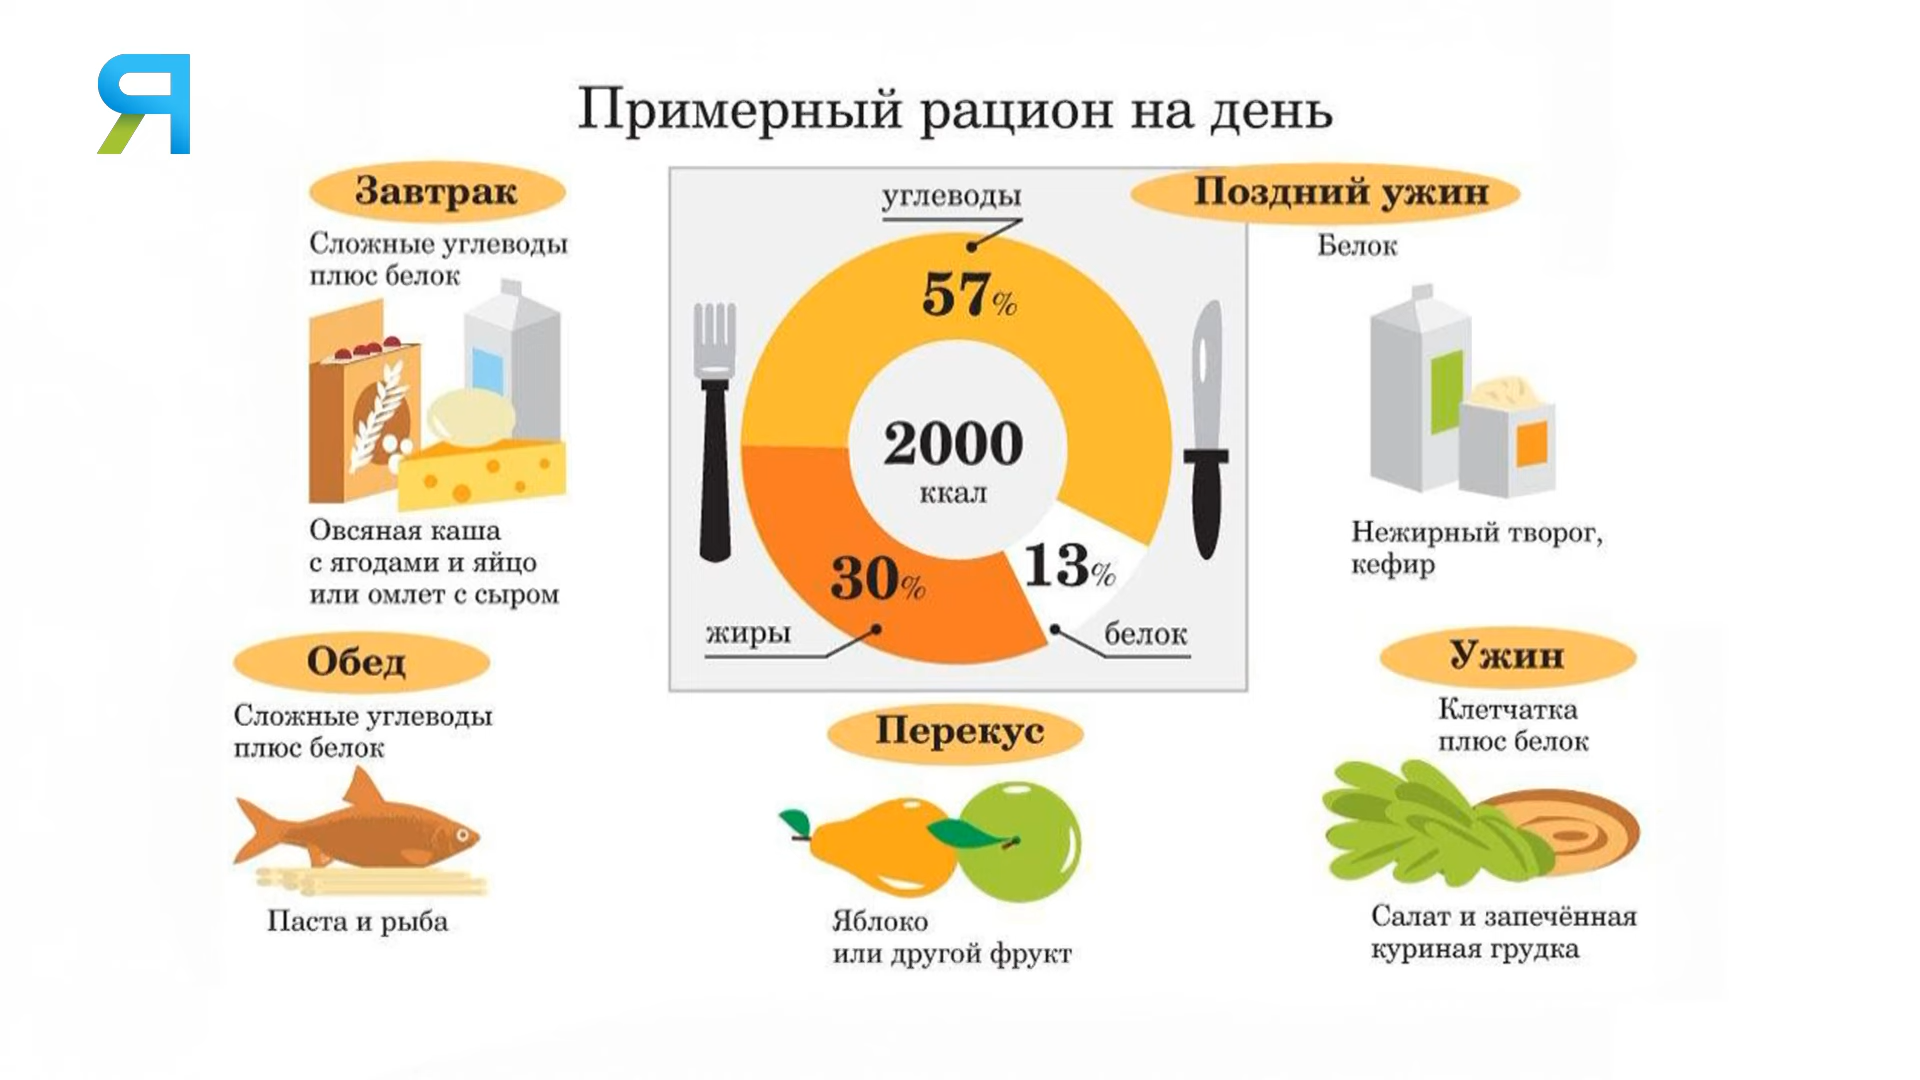 Я
Примерный рацион на день
Завтрак
Сложные углеводы
плюс белок
Овсяная каша
с ягодами и яйцо
или омлет с сыром
Обед
Сложные углеводы
плюс белок
Паста и рыба
углеводы
57%
2000
ккал
30%
13%
жиры
белок
Перекус
Яблоко
или другой фрукт
Поздний ужин
Белок
Нежирный творог,
кефир
Ужин
Клетчатка
плюс белок
Салат и запечённая
куриная грудка